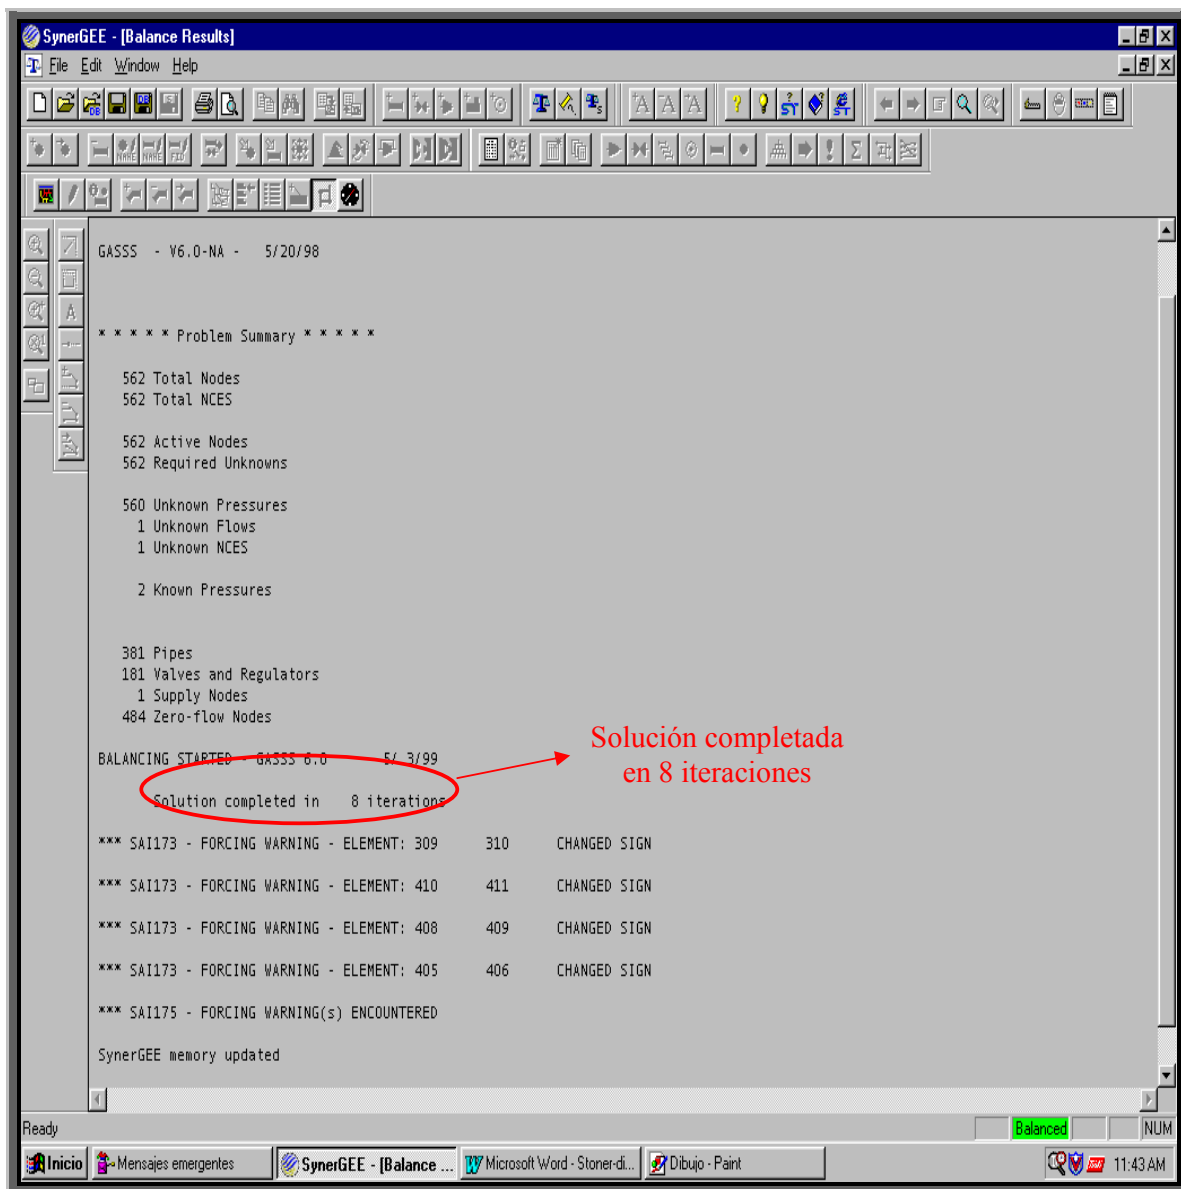 SynerGEE - [Balance Results]
File Edit Window Help
GASSS - V6.0-NA - 5/20/98
* * * * * Problem Summary * * * * *
562 Total Nodes
562 Total NCES
562 Active Nodes
562 Required Unknowns
560 Unknown Pressures
1 Unknown Flows
1 Unknown NCES
2 Known Pressures
381 Pipes
181 Valves and Regulators
1 Supply Nodes
484 Zero-flow Nodes
BALANCING STARTED - GASSS 6.0 5/ 3/99
Solution completed in 8 iterations
Solución completada
en 8 iteraciones
*** SAI173 - FORCING WARNING - ELEMENT: 309 310 CHANGED SIGN
*** SAI173 - FORCING WARNING - ELEMENT: 410 411 CHANGED SIGN
*** SAI173 - FORCING WARNING - ELEMENT: 408 409 CHANGED SIGN
*** SAI173 - FORCING WARNING - ELEMENT: 405 406 CHANGED SIGN
*** SAI175 - FORCING WARNING(s) ENCOUNTERED
SynerGEE memory updated
Ready Balanced NUM
Inicio Mensajes emergentes SynerGEE - [Balance ... Microsoft Word - Stoner-di... Dibujo - Paint 11:43 AM